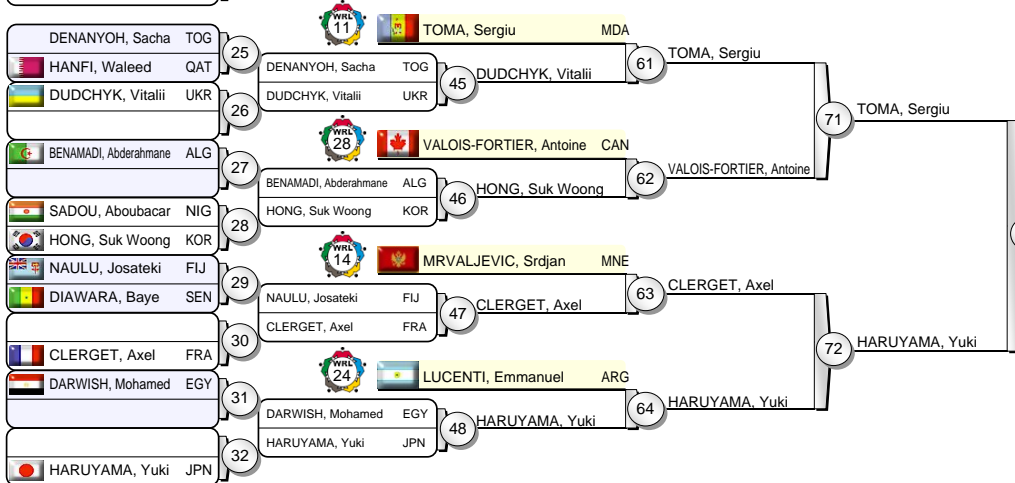 DENANYOH, Sacha TOG
HANFI, Waleed QAT
25
DUDCHYK, Vitalii UKR
26
BENAMADI, Abderahmane ALG
27
SADOU, Aboubacar NIG
HONG, Suk Woong KOR
28
NAULU, Josateki FIJ
DIAWARA, Baye SEN
29
CLERGET, Axel FRA
30
DARWISH, Mohamed EGY
31
HARUYAMA, Yuki JPN
32
WRL
11
TOMA, Sergiu MDA
DENANYOH, Sacha TOG
DUDCHYK, Vitalii UKR
45
DUDCHYK, Vitalii
61
TOMA, Sergiu
WRL
28
VALOIS-FORTIER, Antoine CAN
BENAMADI, Abderahmane ALG
HONG, Suk Woong KOR
46
HONG, Suk Woong
62
VALOIS-FORTIER, Antoine
71
TOMA, Sergiu
WRL
14
MRVALJEVIC, Srdjan MNE
NAULU, Josateki FIJ
CLERGET, Axel FRA
47
CLERGET, Axel
63
CLERGET, Axel
WRL
24
LUCENTI, Emmanuel ARG
DARWISH, Mohamed EGY
HARUYAMA, Yuki JPN
48
HARUYAMA, Yuki
64
HARUYAMA, Yuki
72
HARUYAMA, Yuki